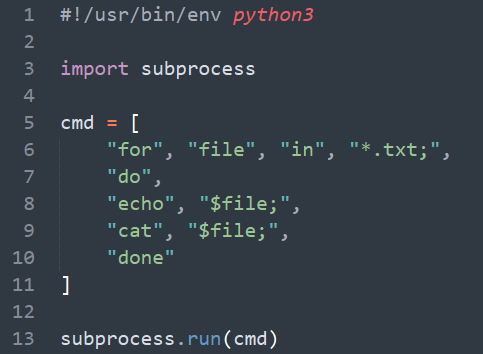 1 #!/usr/bin/env python3
2
3 import subprocess
4
5 cmd = [
6     "for", "file", "in", "*.txt;",
7     "do",
8     "echo", "$file;",
9     "cat", "$file;",
10     "done"
11 ]
12
13 subprocess.run(cmd)